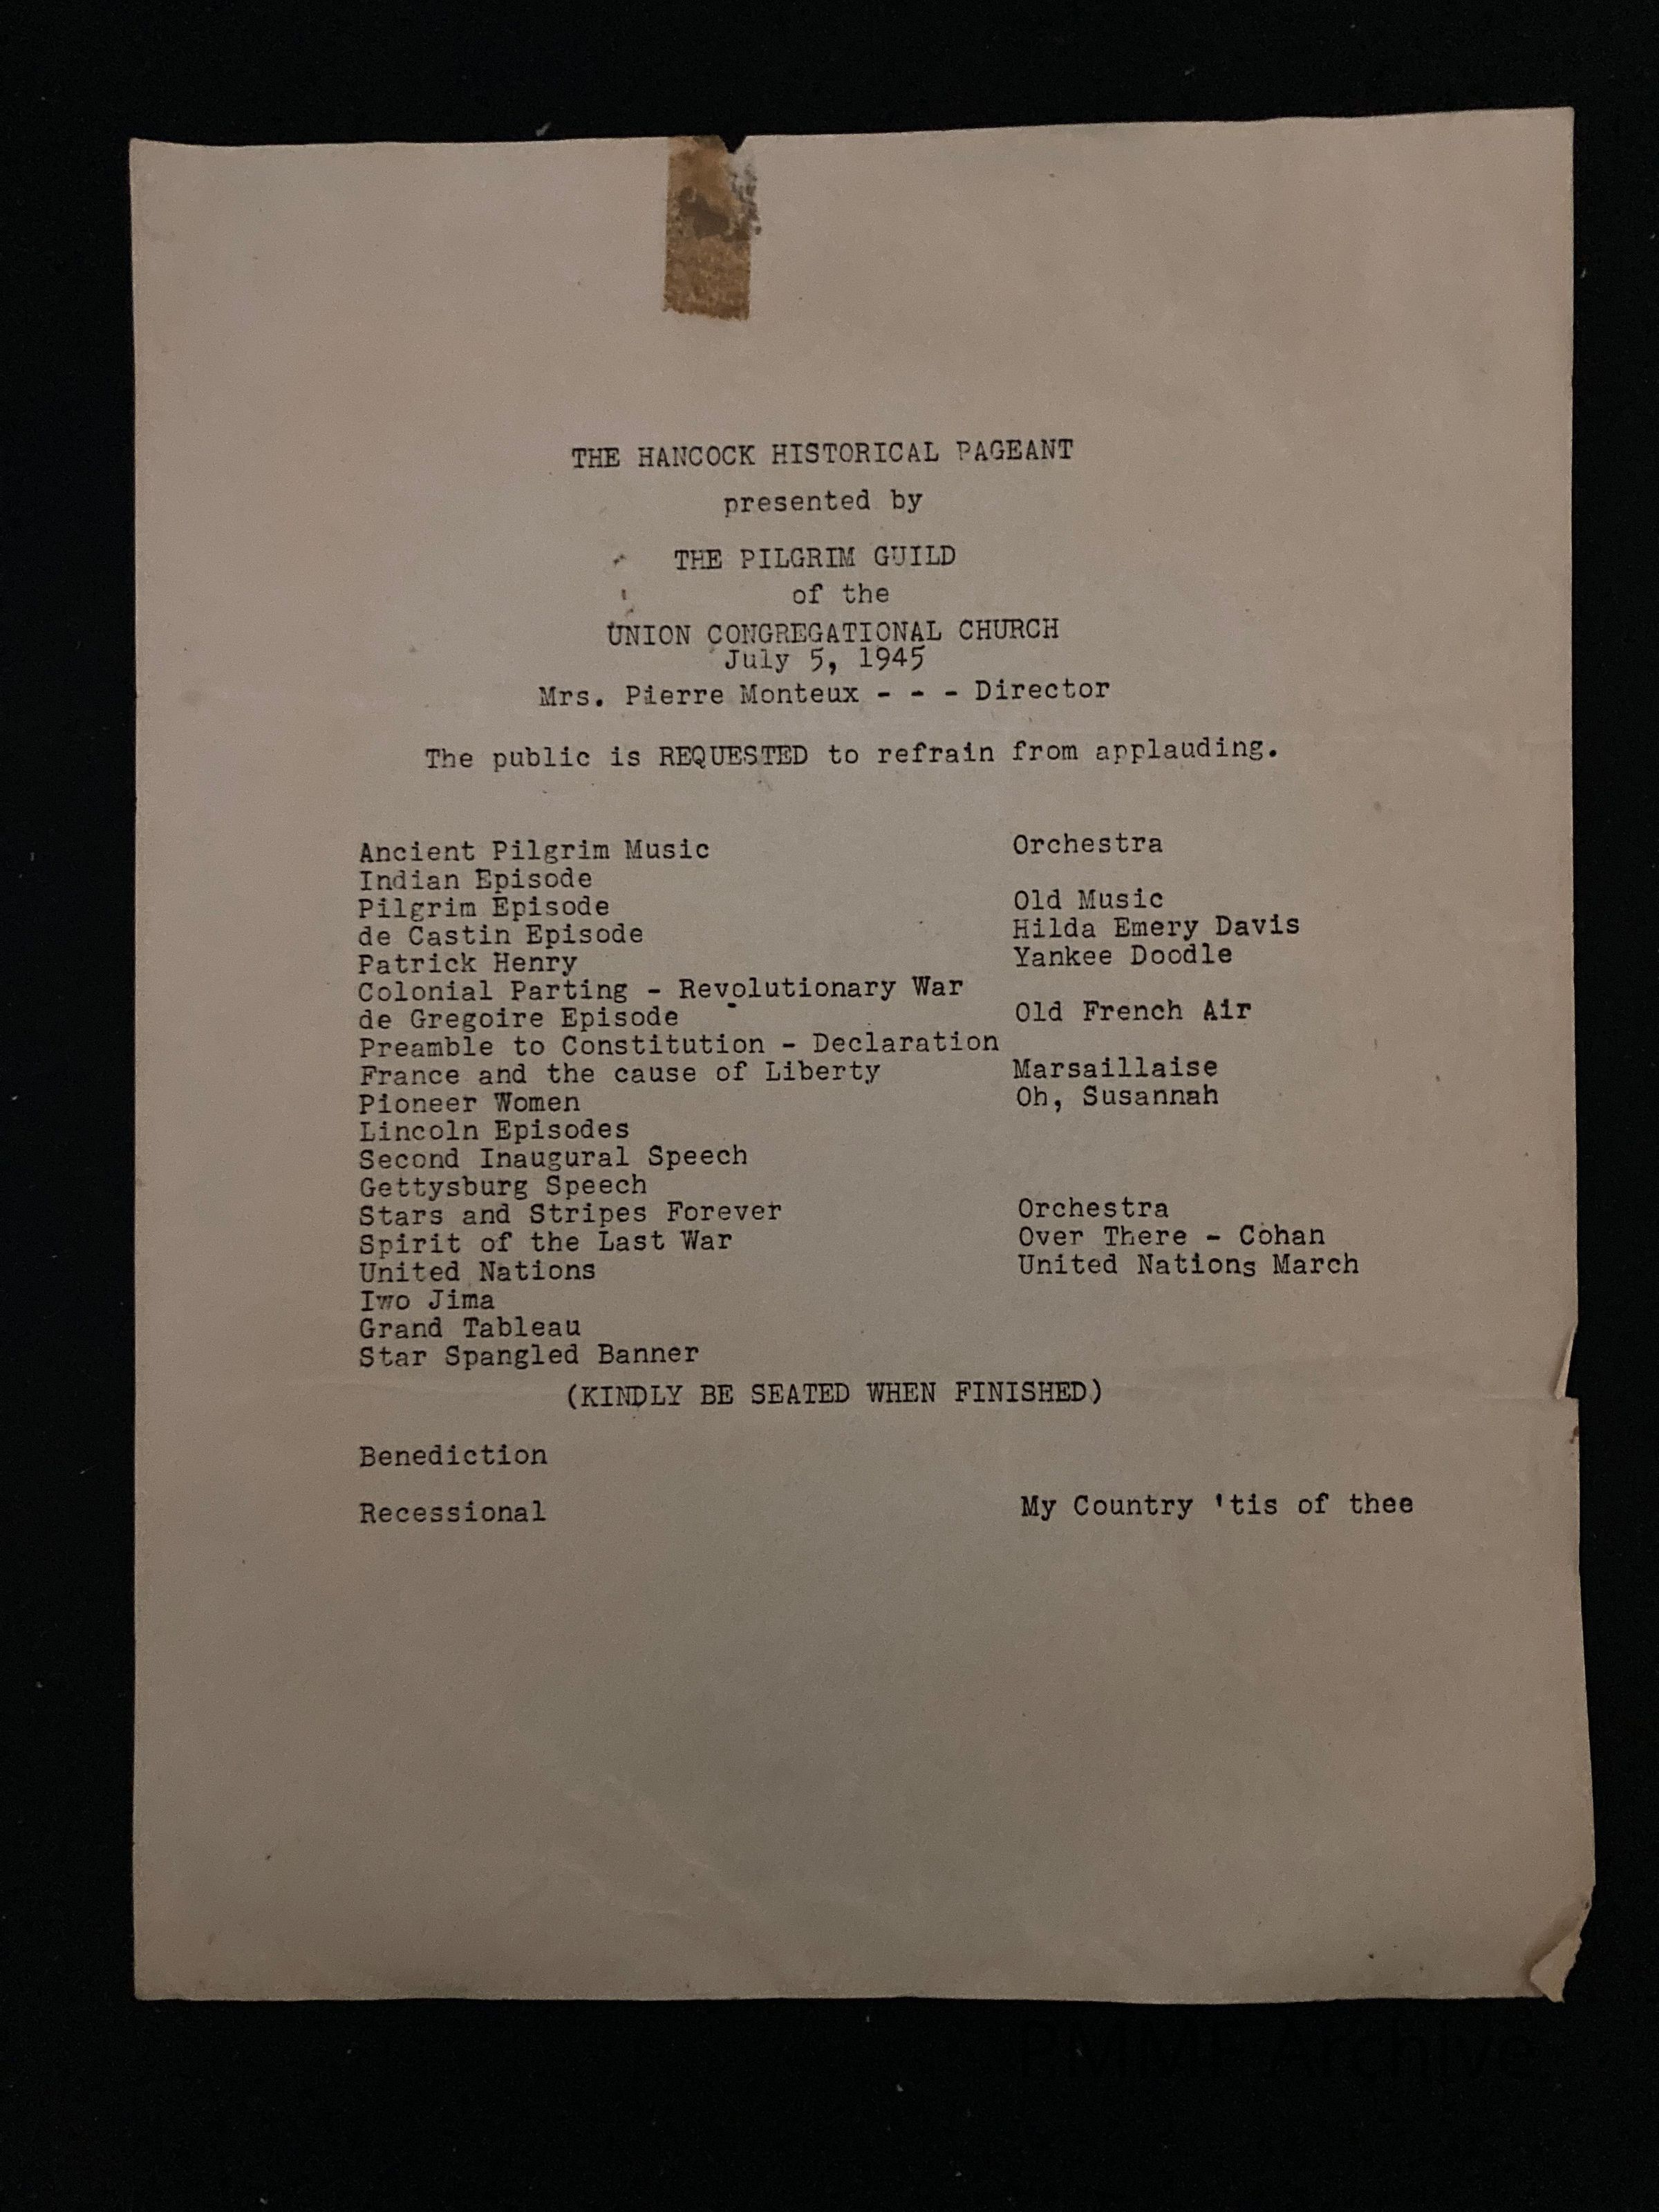 THE HANCOCK HISTORICAL PAGEANT
presented by
THE PILGRIM GUILD
of the
UNION CONGREGATIONAL CHURCH
July 5, 1945
Mrs. Pierre Monteux - - - Director
The public is REQUESTED to refrain from applauding.
Ancient Pilgrim Music Orchestra
Indian Episode
Pilgrim Episode Old Music
de Castin Episode Hilda Emery Davis
Patrick Henry Yankee Doodle
Colonial Parting - Revolutionary War
de Gregoire Episode Old French Air
Preamble to Constitution - Declaration
France and the cause of Liberty Marsaillaise
Pioneer Women Oh, Susannah
Lincoln Episodes
Second Inaugural Speech
Gettysburg Speech
Stars and Stripes Forever Orchestra
Spirit of the Last War Over There - Cohan
United Nations United Nations March
Iwo Jima
Grand Tableau
Star Spangled Banner
(KINDLY BE SEATED WHEN FINISHED)
Benediction
Recessional My Country 'tis of thee
PMMF Archive